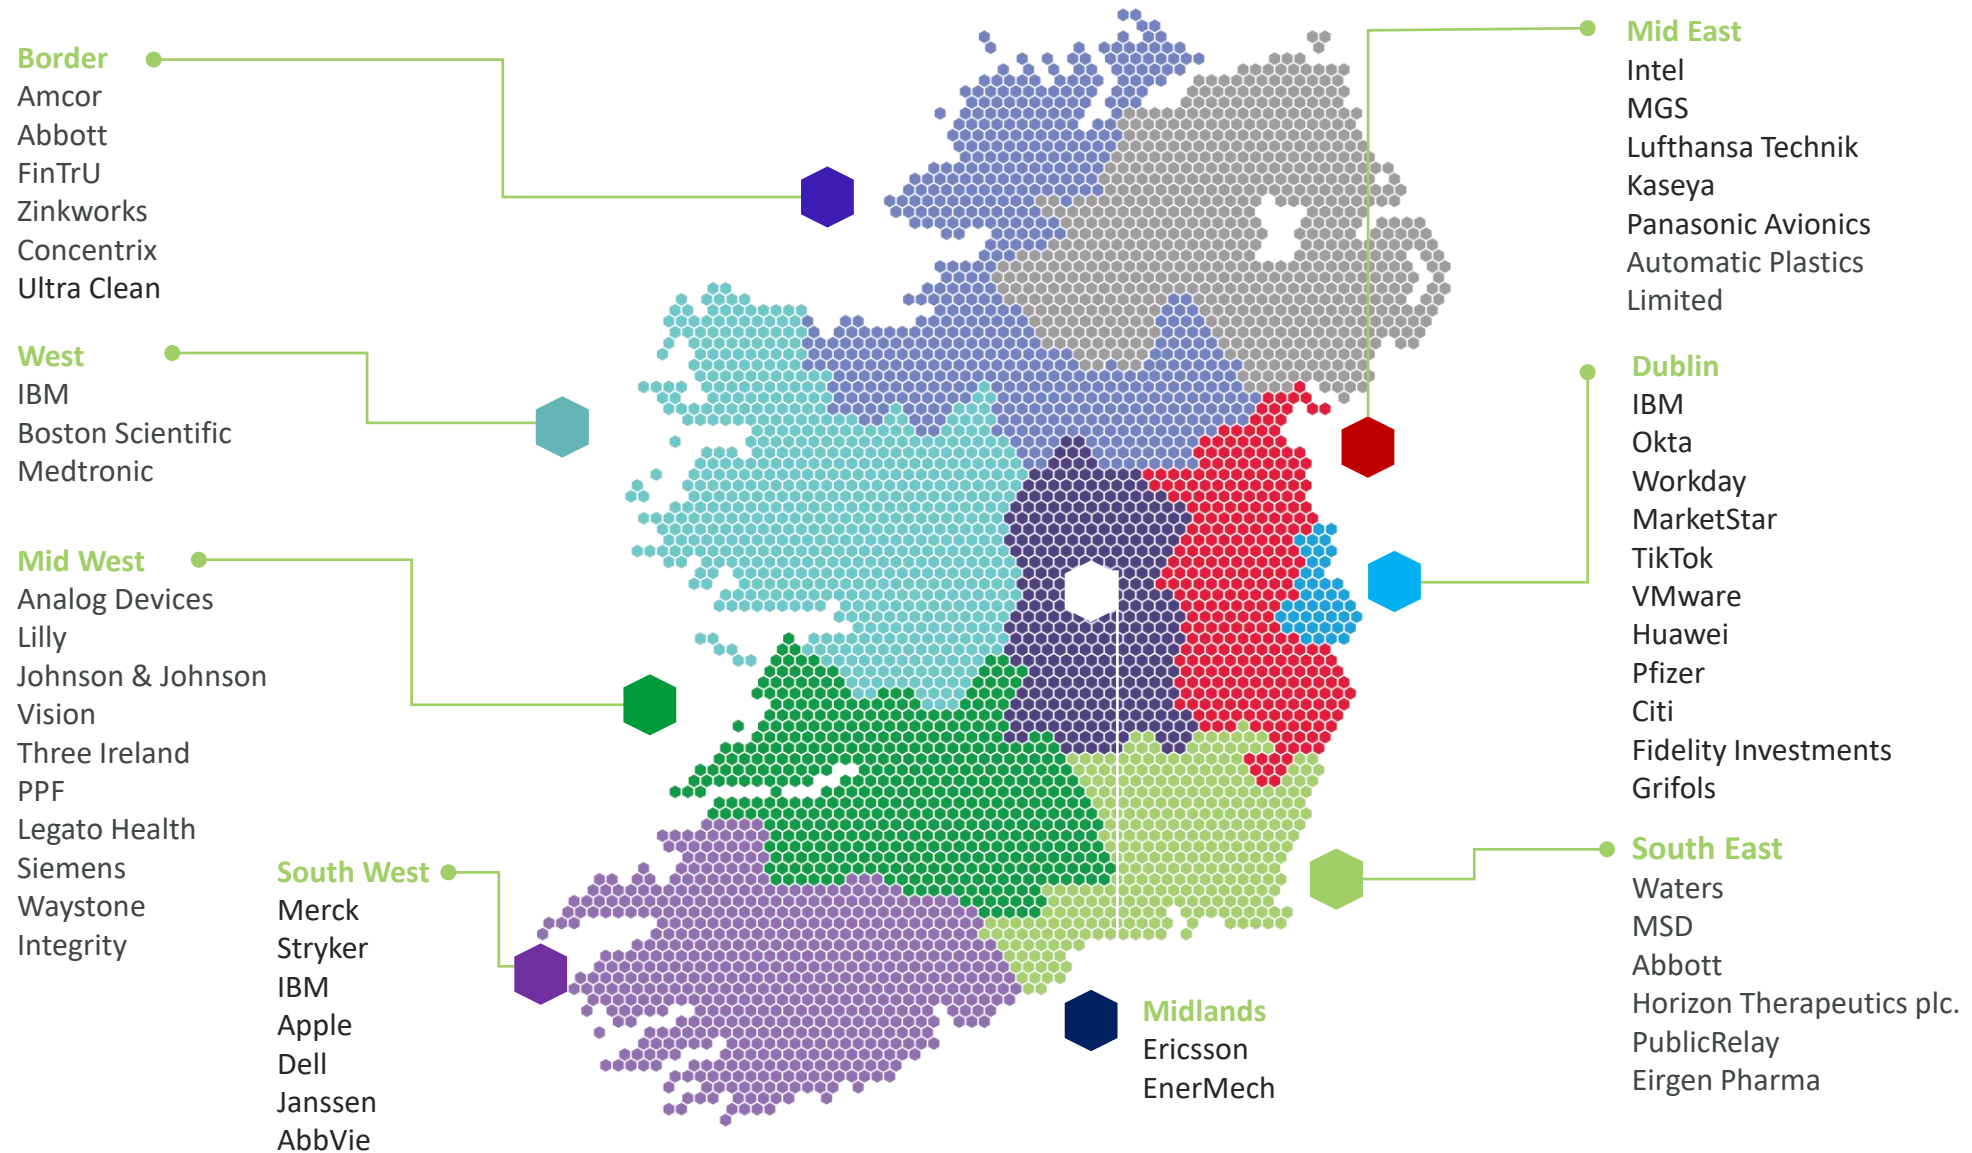 Border
Amcor
Abbott
FinTrU
Zinkworks
Concentrix
Ultra Clean
West
IBM
Boston Scientific
Medtronic
Mid West
Analog Devices
Lilly
Johnson & Johnson
Vision
Three Ireland
PPF
Legato Health
Siemens
Waystone
Integrity
South West
Merck
Stryker
IBM
Apple
Dell
Janssen
AbbVie
Midlands
Ericsson
EnerMech
Mid East
Intel
MGS
Lufthansa Technik
Kaseya
Panasonic Avionics
Automatic Plastics
Limited
Dublin
IBM
Okta
Workday
MarketStar
TikTok
VMware
Huawei
Pfizer
Citi
Fidelity Investments
Grifols
South East
Waters
MSD
Abbott
Horizon Therapeutics plc.
PublicRelay
Eirgen Pharma